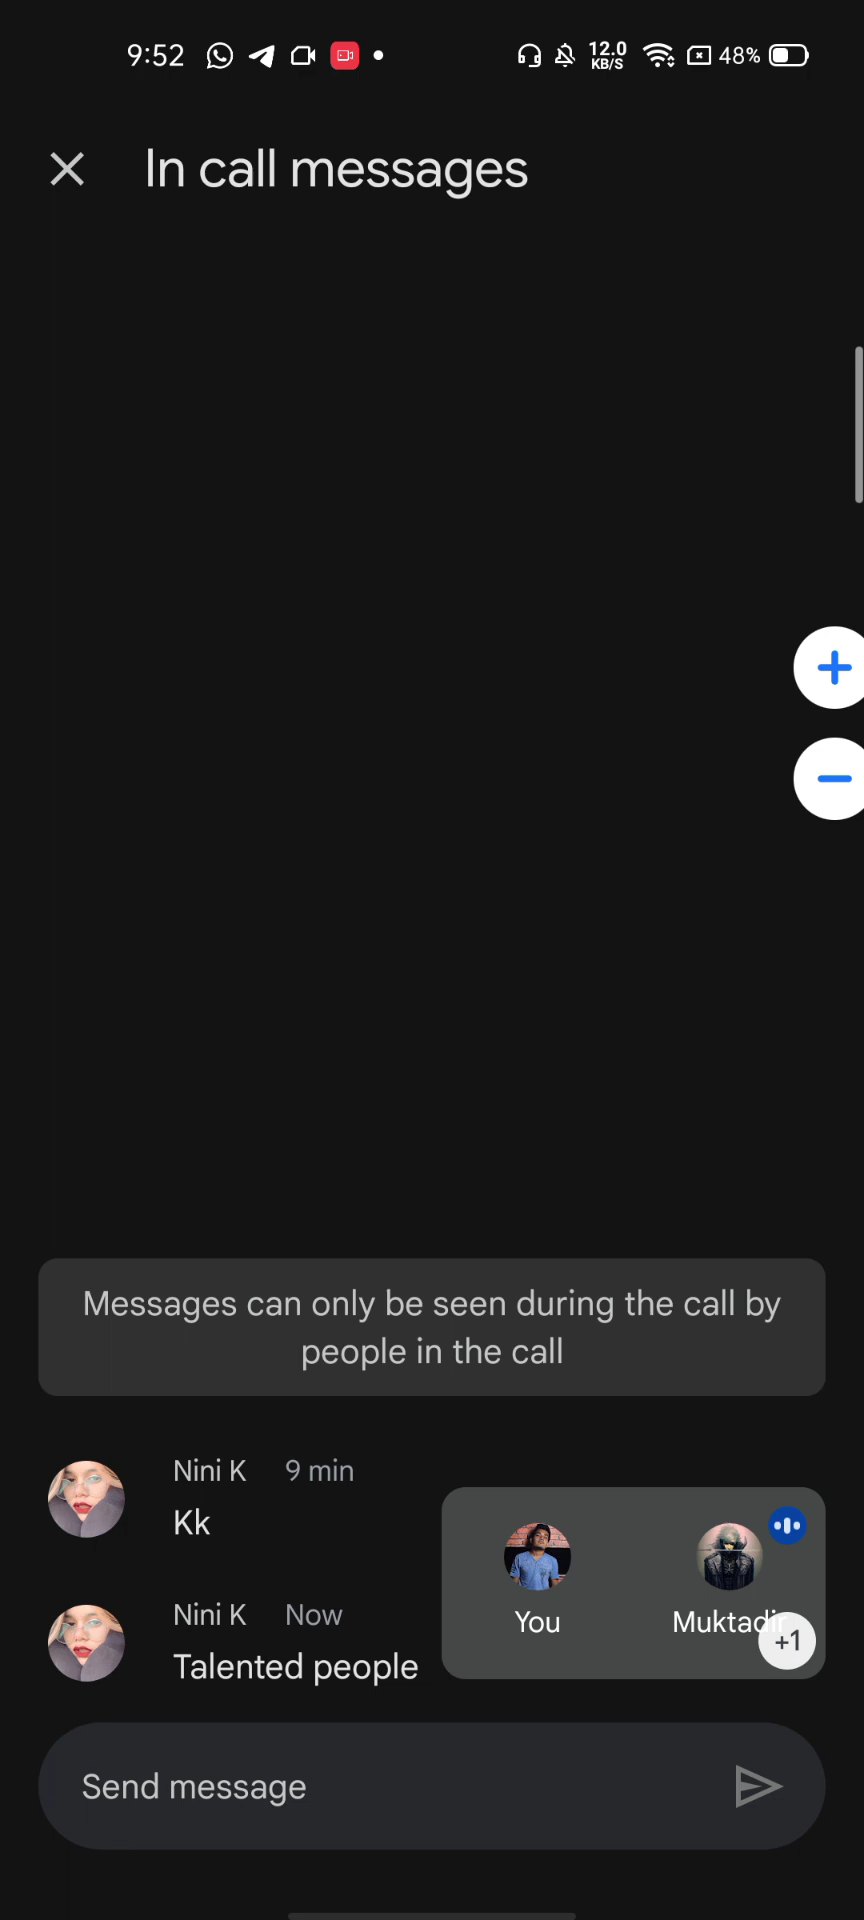 9:52
12.0
KB/S
48%
In call messages
Messages can only be seen during the call by
people in the call
Nini K 9 min
Kk
Nini K Now
Talented people
You
Muktadir
+1
Send message